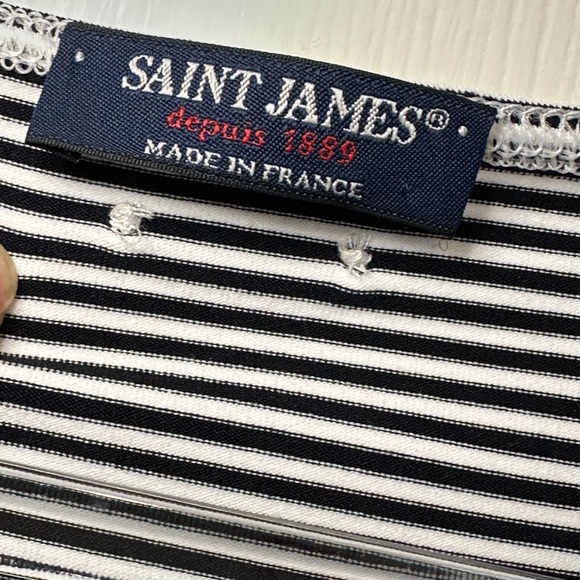 SAINT JAMES®
depuis 1889
MADE IN FRANCE